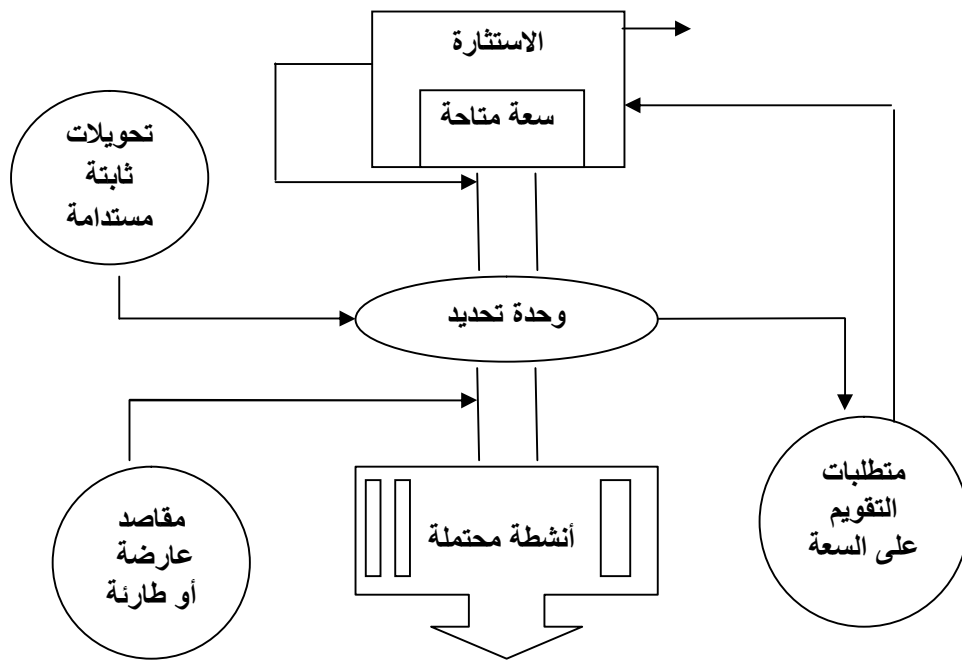 الاستثارة
سعة متاحة
تحويلات
ثابتة
مستدامة
وحدة تحديد
متطلبات
التقويم
على السعة
مقاصد
عارضة
أو طارئة
أنشطة محتملة